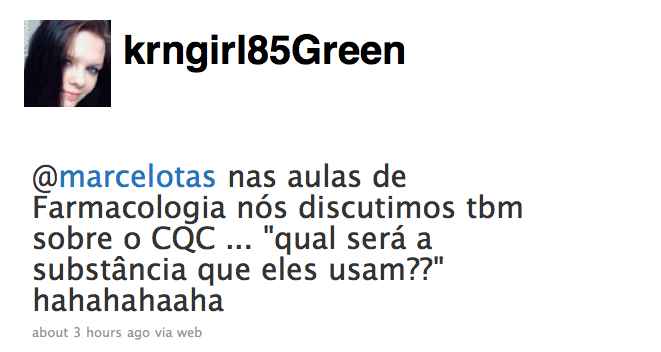 krngirl85Green
@marcelotas nas aulas de
Farmacologia nós discutimos tbm
sobre o CQC ... "qual será a
substância que eles usam??"
hahahahaaha
about 3 hours ago via web